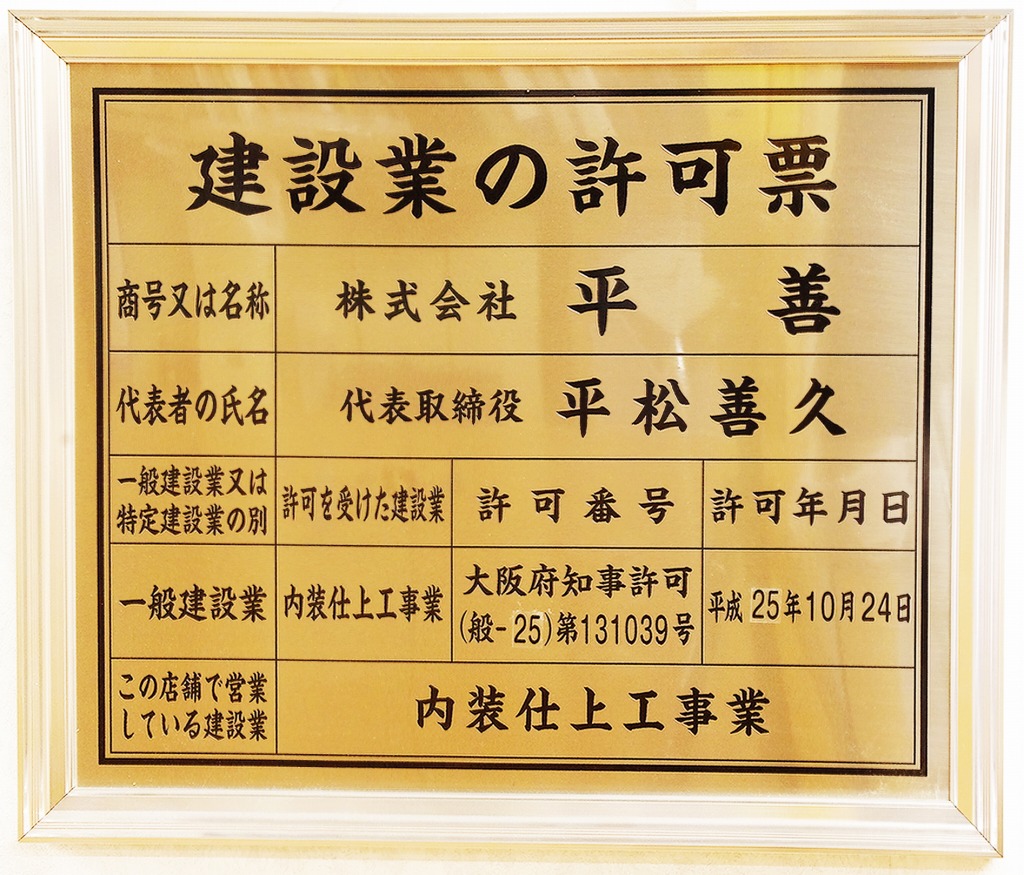 建設業の許可票
商号又は名称
株式会社 平 善
代表者の氏名
代表取締役 平松善久
一般建設業又は
特定建設業の別
許可を受けた建設業
許可番号
許可年月日
一般建設業
内装仕上工事業
大阪府知事許可
(般-25)第131039号
平成25年10月24日
この店舗で営業
している建設業
内装仕上工事業